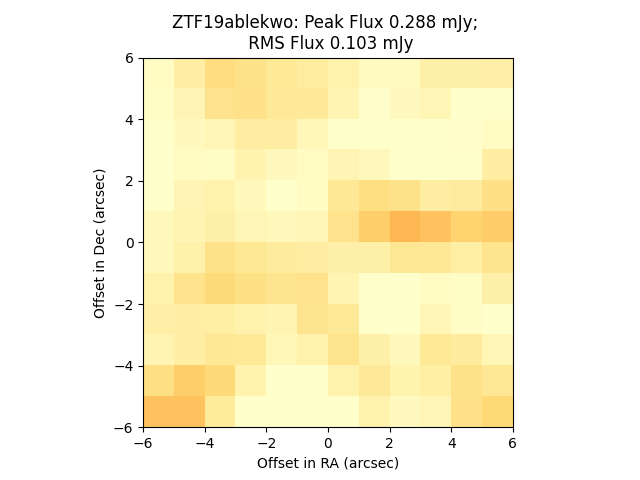 ZTF19ablekwo: Peak Flux 0.288 mJy;
RMS Flux 0.103 mJy
6
4
2
0
−2
−4
−6
Offset in Dec (arcsec)
−6 −4 −2 0 2 4 6
Offset in RA (arcsec)